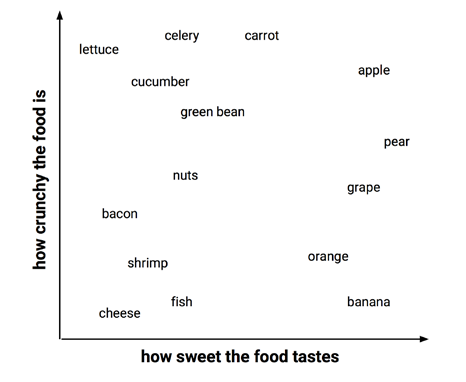 celery
carrot
lettuce
apple
cucumber
green bean
pear
nuts
grape
bacon
orange
shrimp
fish
banana
cheese
how crunchy the food is
how sweet the food tastes